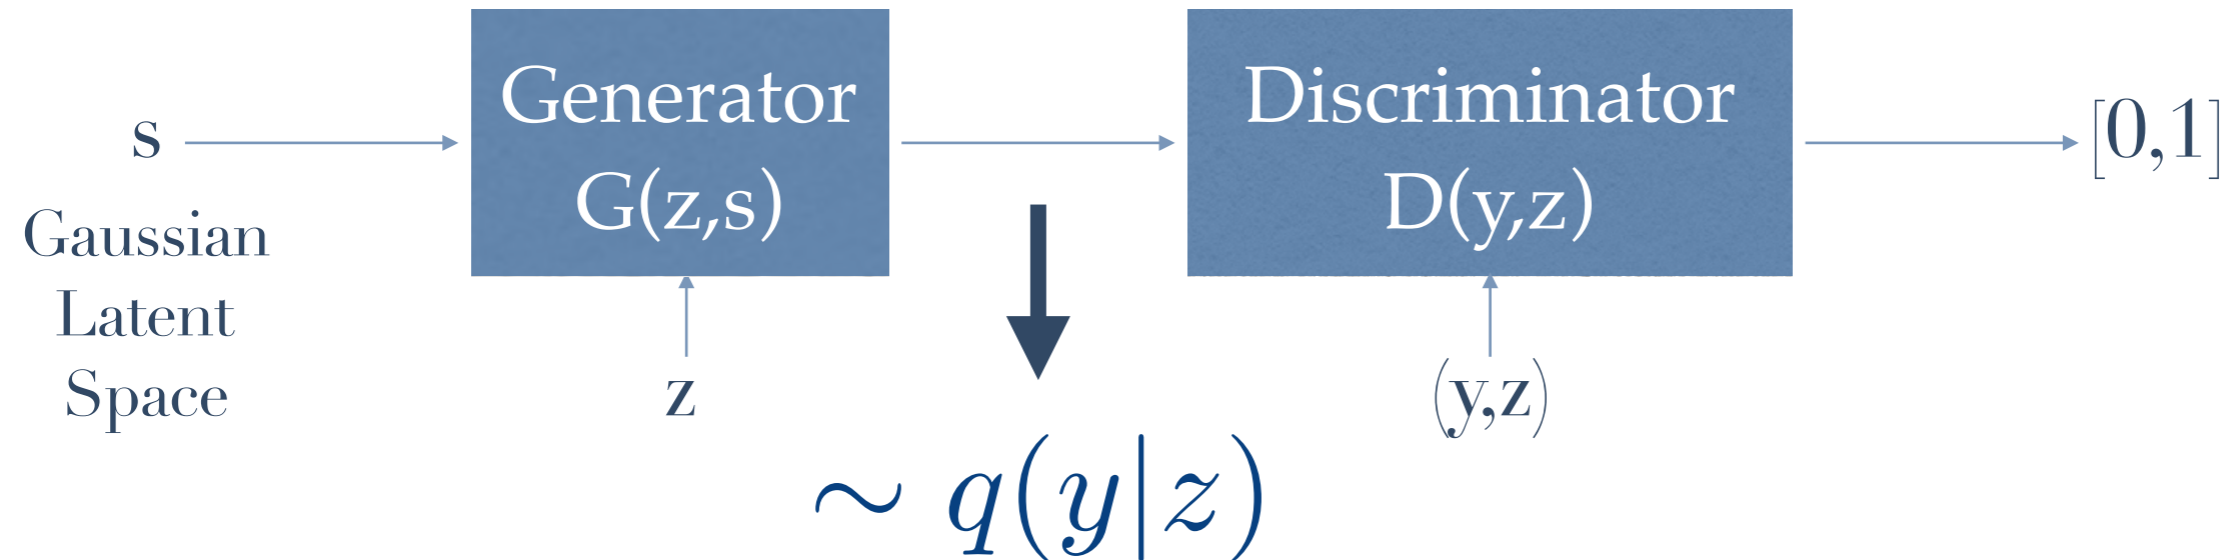 s
Gaussian
Latent
Space
Generator
G(z,s)
z
∼ q(y|z)
Discriminator
D(y,z)
(y,z)
[0,1]